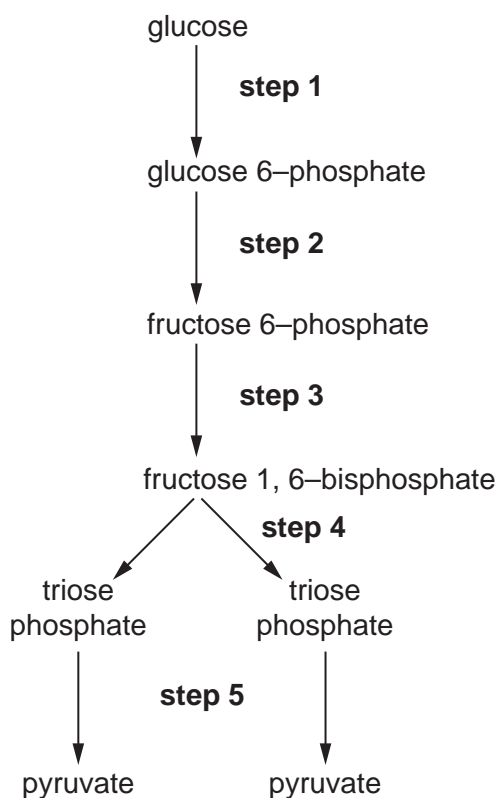 glucose
step 1
glucose 6–phosphate
step 2
fructose 6–phosphate
step 3
fructose 1, 6–bisphosphate
step 4
triose
phosphate
triose
phosphate
step 5
pyruvate
pyruvate